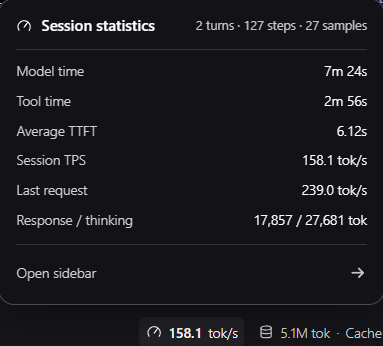 Session statistics 2 turns · 127 steps · 27 samples
Model time 7m 24s
Tool time 2m 56s
Average TTFT 6.12s
Session TPS 158.1 tok/s
Last request 239.0 tok/s
Response / thinking 17,857 / 27,681 tok
Open sidebar →
158.1 tok/s 5.1M tok · Cache